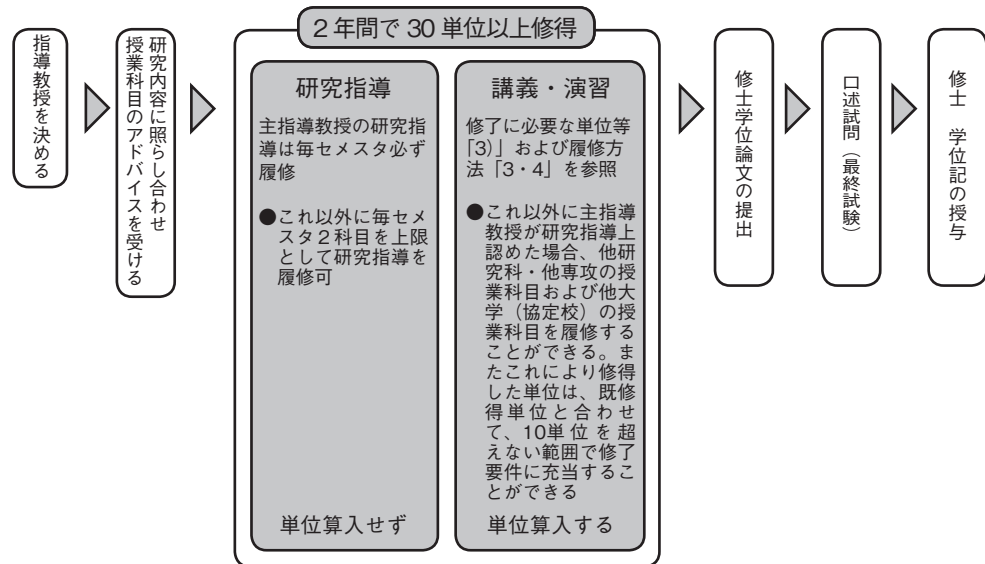 指導教授を決める
研究内容に照らし合わせ
授業科目のアドバイスを受ける
2年間で30単位以上修得
研究指導
主指導教授の研究指
導は毎セメスタ必ず
履修
●これ以外に毎セメ
スタ2科目を上限
として研究指導を
履修可
単位算入せず
講義・演習
修了に必要な単位等
「3)」および履修方
法「3・4」を参照
●これ以外に主指導
教授が研究指導上
認めた場合、他研
究科・他専攻の授
業科目および他大
学(協定校)の授
業科目を履修する
ことができる。ま
たこれにより修得
した単位は、既修
得単位と合わせ
て、10単位を超
えない範囲で修了
要件に充当するこ
とができる
単位算入する
修士学位論文の提出
口述試問(最終試験)
修士 学位記の授与